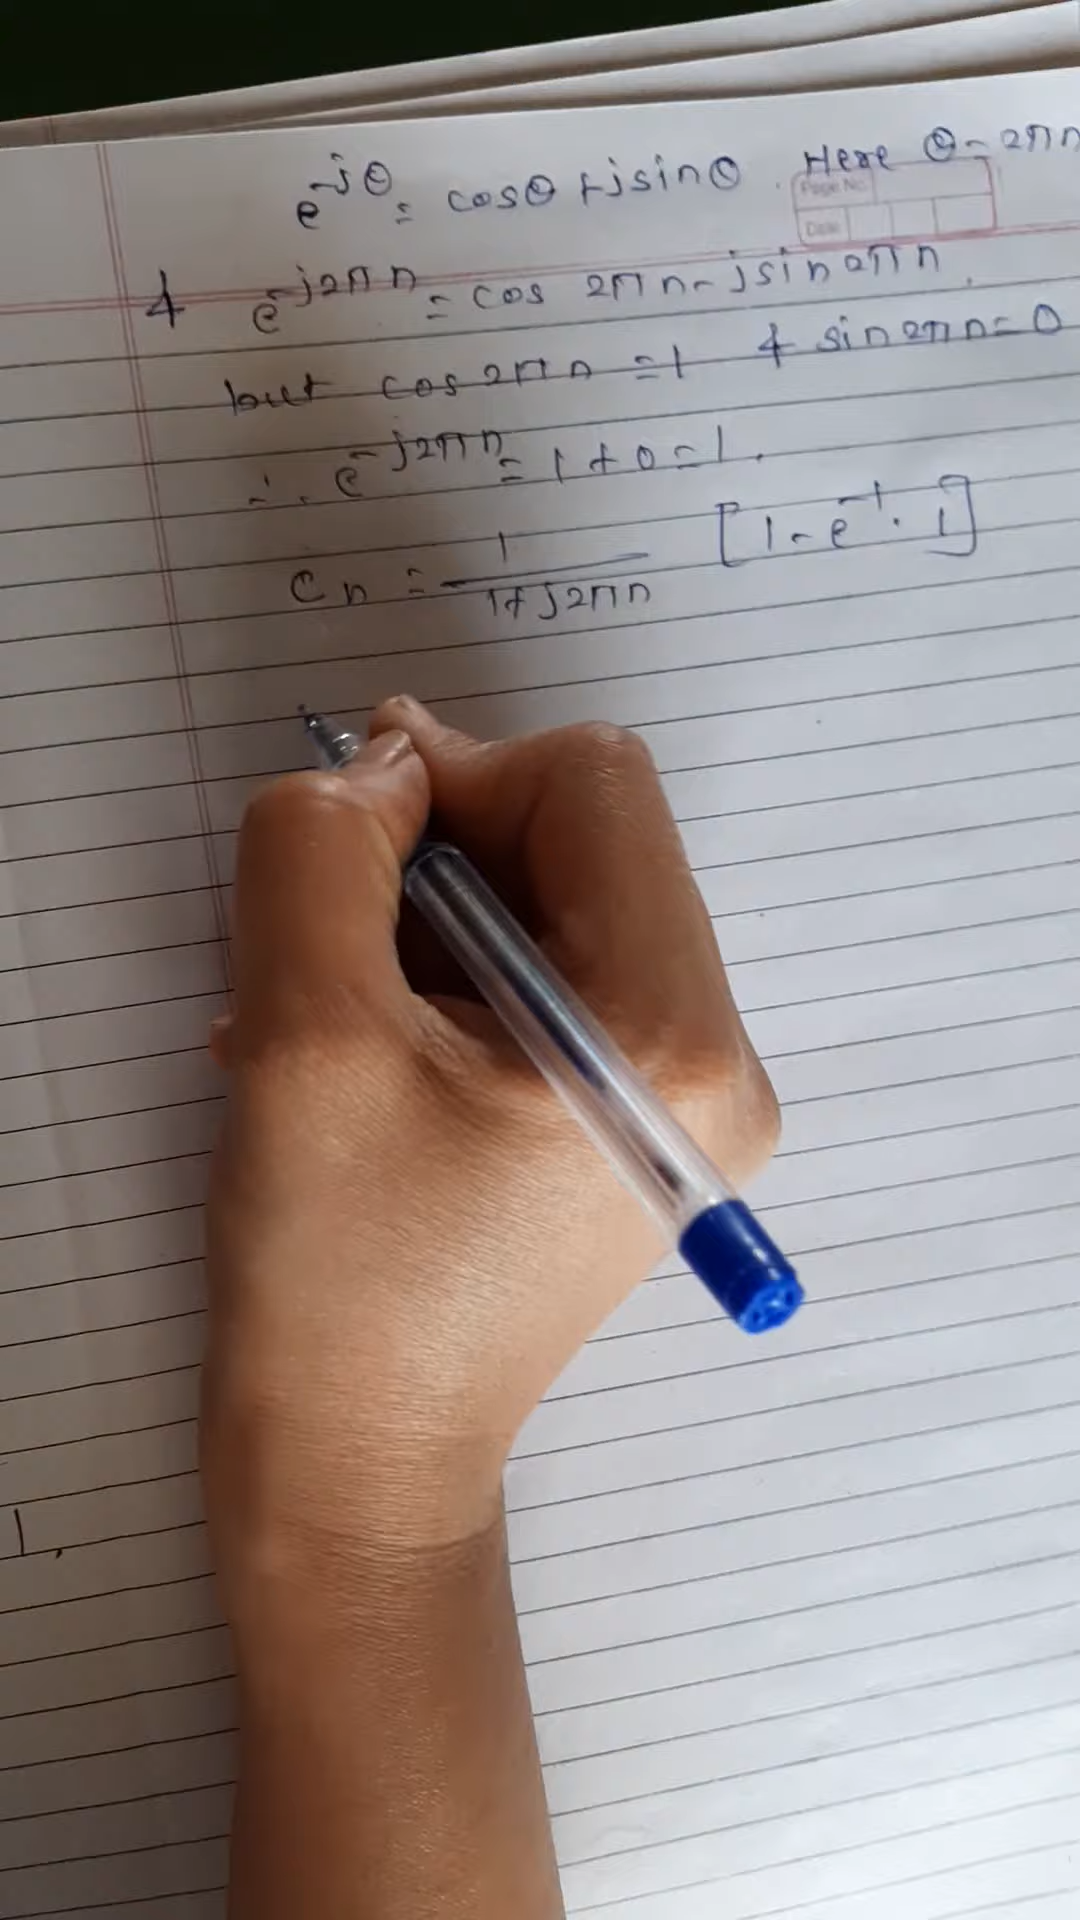 e^-jθ = cosθ + jsinθ . Here θ = 2πn
Page No.
Date
& e^-j2πn = cos 2πn - jsin 2πn .
but cos 2πn = 1 & sin 2πn = 0
∴ e^-j2πn = 1 + 0 = 1 .
Cn = 1/(1+j2πn) [1 - e^-1 . 1]
1 .